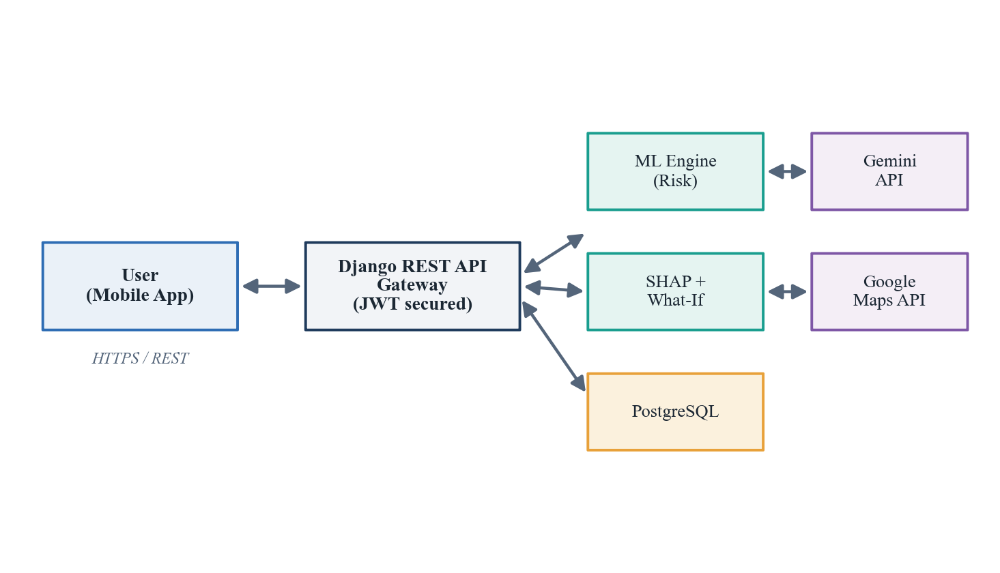 User
(Mobile App)
HTTPS / REST
Django REST API
Gateway
(JWT secured)
ML Engine
(Risk)
Gemini
API
SHAP +
What-If
Google
Maps API
PostgreSQL